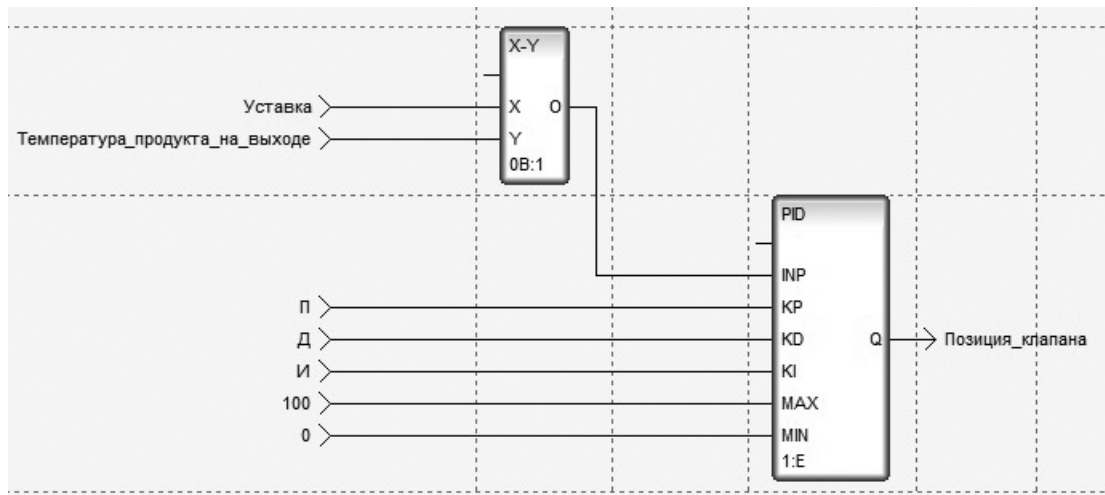 X-Y
Уставка X O
Температура_продукта_на_выходе Y
0B:1
PID
INP
П KP
Д KD Q Позиция_клапана
И KI
100 MAX
0 MIN
1:E